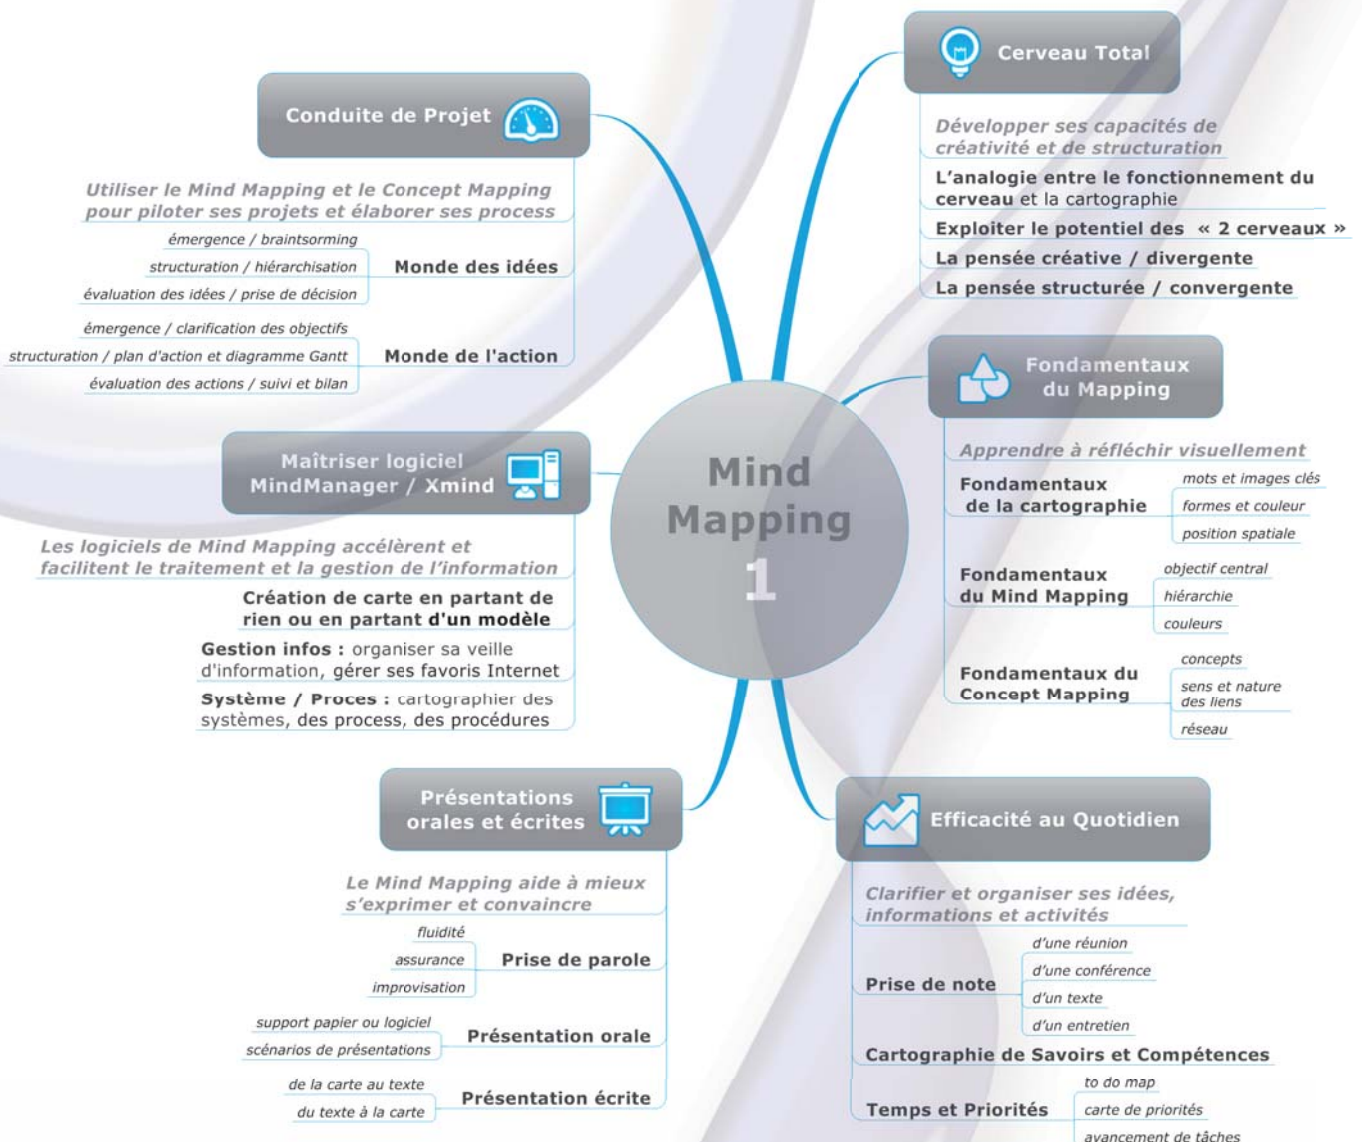 Mind
Mapping
1
Cerveau Total
Développer ses capacités de
créativité et de structuration
L'analogie entre le fonctionnement du
cerveau et la cartographie
Exploiter le potentiel des « 2 cerveaux »
La pensée créative / divergente
La pensée structurée / convergente
Fondamentaux
du Mapping
Apprendre à réfléchir visuellement
Fondamentaux
de la cartographie
mots et images clés
formes et couleur
position spatiale
Fondamentaux
du Mind Mapping
objectif central
hiérarchie
couleurs
Fondamentaux du
Concept Mapping
concepts
sens et nature
des liens
réseau
Efficacité au Quotidien
Clarifier et organiser ses idées,
informations et activités
Prise de note
d'une réunion
d'une conférence
d'un texte
d'un entretien
Cartographie de Savoirs et Compétences
Temps et Priorités
to do map
carte de priorités
avancement de tâches
Présentations
orales et écrites
Le Mind Mapping aide à mieux
s'exprimer et convaincre
Prise de parole
fluidité
assurance
improvisation
Présentation orale
support papier ou logiciel
scénarios de présentations
Présentation écrite
de la carte au texte
du texte à la carte
Maîtriser logiciel
MindManager / Xmind
Les logiciels de Mind Mapping accélèrent et
facilitent le traitement et la gestion de l'information
Création de carte en partant de
rien ou en partant d'un modèle
Gestion infos : organiser sa veille
d'information, gérer ses favoris Internet
Système / Proces : cartographier des
systèmes, des process, des procédures
Conduite de Projet
Utiliser le Mind Mapping et le Concept Mapping
pour piloter ses projets et élaborer ses process
Monde des idées
émergence / braintsorming
structuration / hiérarchisation
évaluation des idées / prise de décision
Monde de l'action
émergence / clarification des objectifs
structuration / plan d'action et diagramme Gantt
évaluation des actions / suivi et bilan